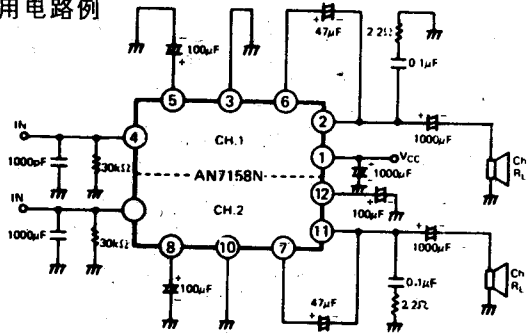 用电路例
100μF
47μF
2.2Ω
0.1μF
5
3
6
IN
4
CH.1
2
1000μF
1000pF
30kΩ
1
Vcc
Ch
RL
AN7158N
1000μF
IN
12
100μF
CH.2
11
1000μF
30kΩ
1000μF
8
10
7
100μF
47μF
0.1μF
2.2Ω
Ch
RL